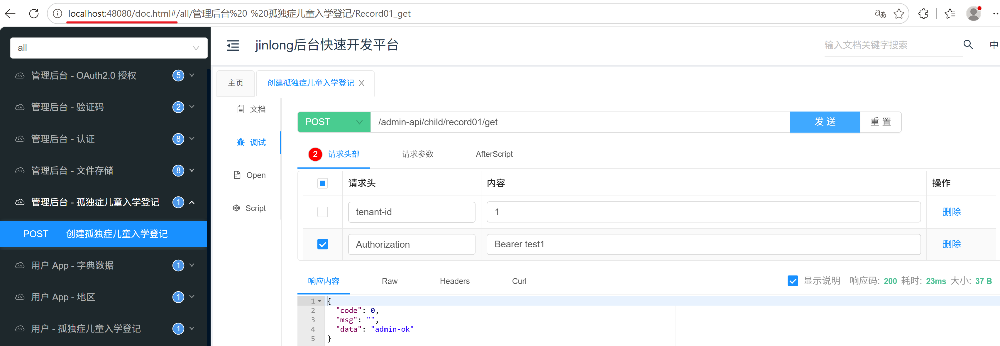 localhost:48080/doc.html#/all/管理后台%20-%20孤独症儿童入学登记/Record01_get
aあ
all
管理后台 - OAuth2.0 授权 5
管理后台 - 验证码 2
管理后台 - 认证 8
管理后台 - 文件存储 8
管理后台 - 孤独症儿童入学登记 1
POST 创建孤独症儿童入学登记
用户 App - 字典数据 1
用户 App - 地区 1
用户 - 孤独症儿童入学登记 1
jinlong后台快速开发平台
输入文档关键字搜索
中
主页 创建孤独症儿童入学登记
文档
调试
Open
Script
POST /admin-api/child/record01/get 发 送 重 置
2 请求头部 请求参数 AfterScript
请求头 内容 操作
tenant-id 1 删除
Authorization Bearer test1 删除
响应内容 Raw Headers Curl 显示说明 响应码: 200 耗时: 23ms 大小: 37 B
1 {
2 "code": 0,
3 "msg": "",
4 "data": "admin-ok"
5 }